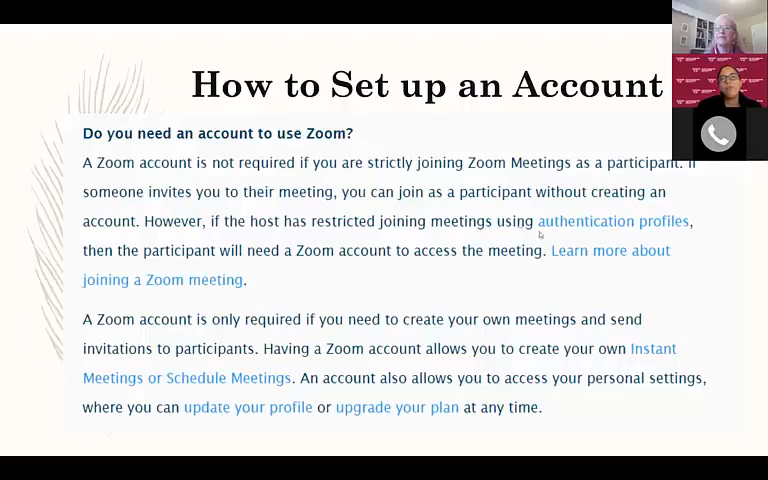 How to Set up an Account
Do you need an account to use Zoom?
A Zoom account is not required if you are strictly joining Zoom Meetings as a participant. If
someone invites you to their meeting, you can join as a participant without creating an
account. However, if the host has restricted joining meetings using authentication profiles,
then the participant will need a Zoom account to access the meeting. Learn more about
joining a Zoom meeting.
A Zoom account is only required if you need to create your own meetings and send
invitations to participants. Having a Zoom account allows you to create your own Instant
Meetings or Schedule Meetings. An account also allows you to access your personal settings,
where you can update your profile or upgrade your plan at any time.